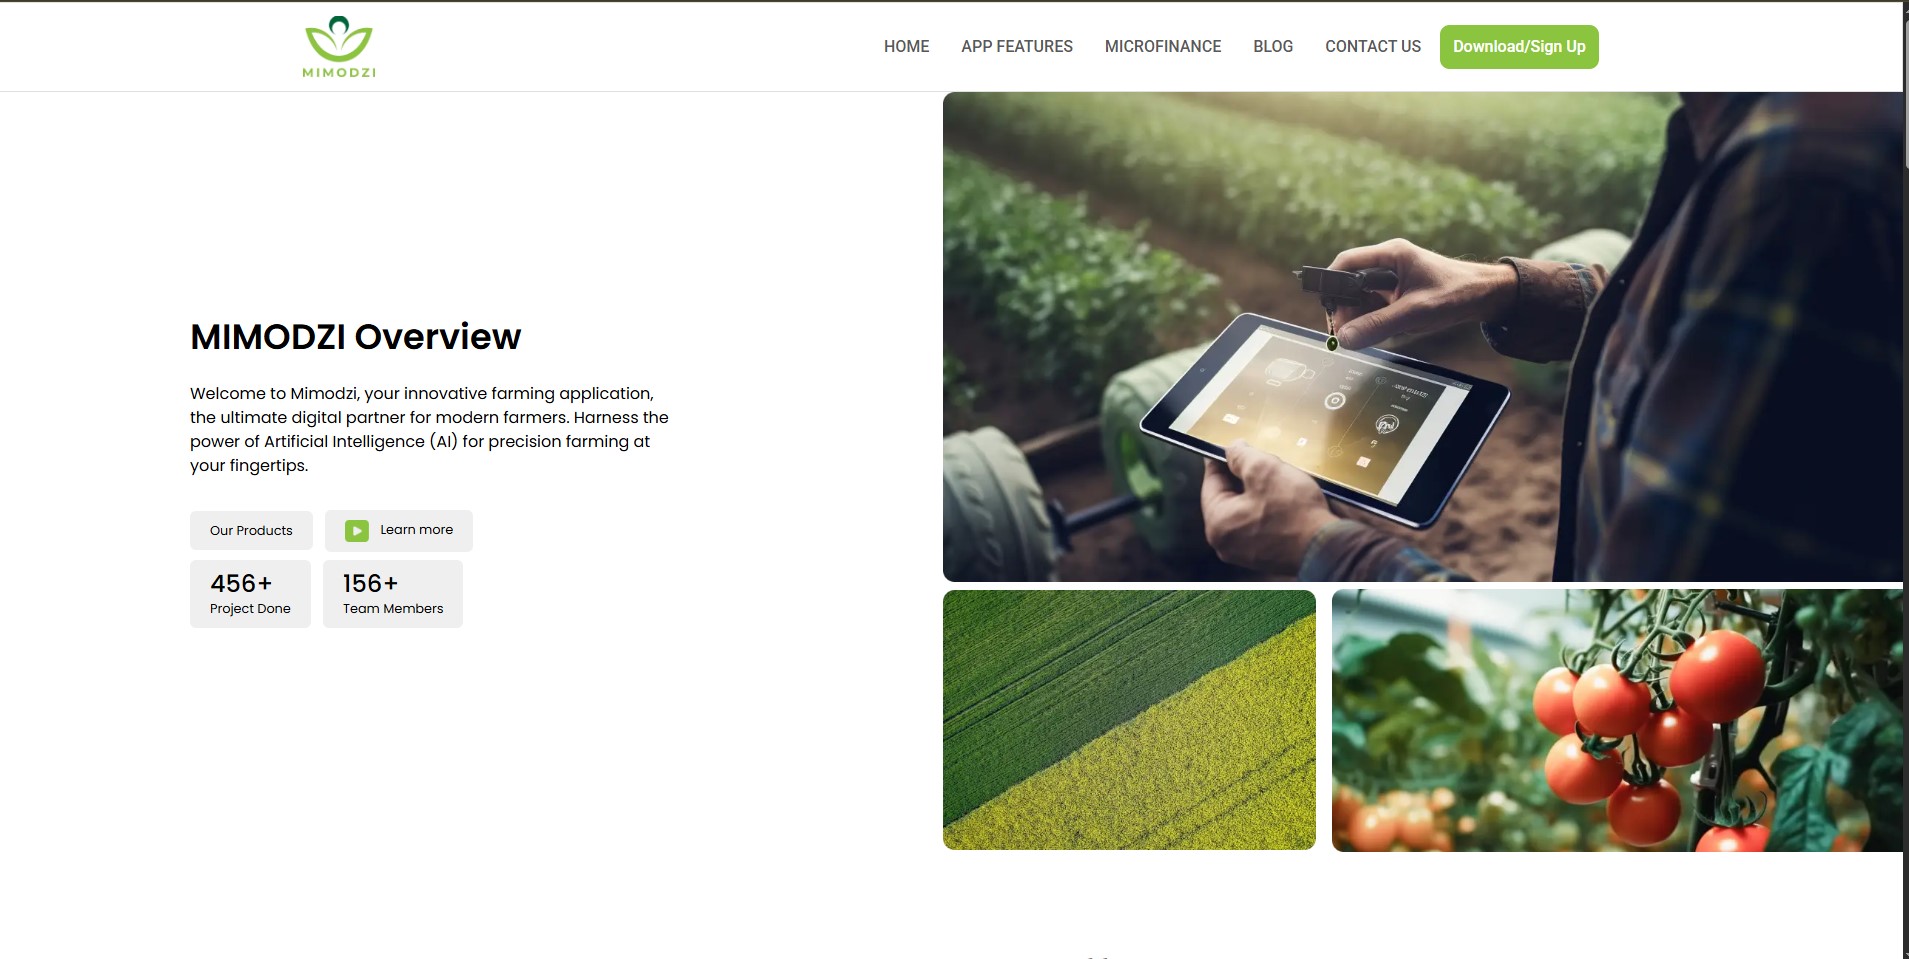 MIMODZI
HOME
APP FEATURES
MICROFINANCE
BLOG
CONTACT US
Download/Sign Up
MIMODZI Overview
Welcome to Mimodzi, your innovative farming application,
the ultimate digital partner for modern farmers. Harness the
power of Artificial Intelligence (AI) for precision farming at
your fingertips.
Our Products
Learn more
456+
Project Done
156+
Team Members